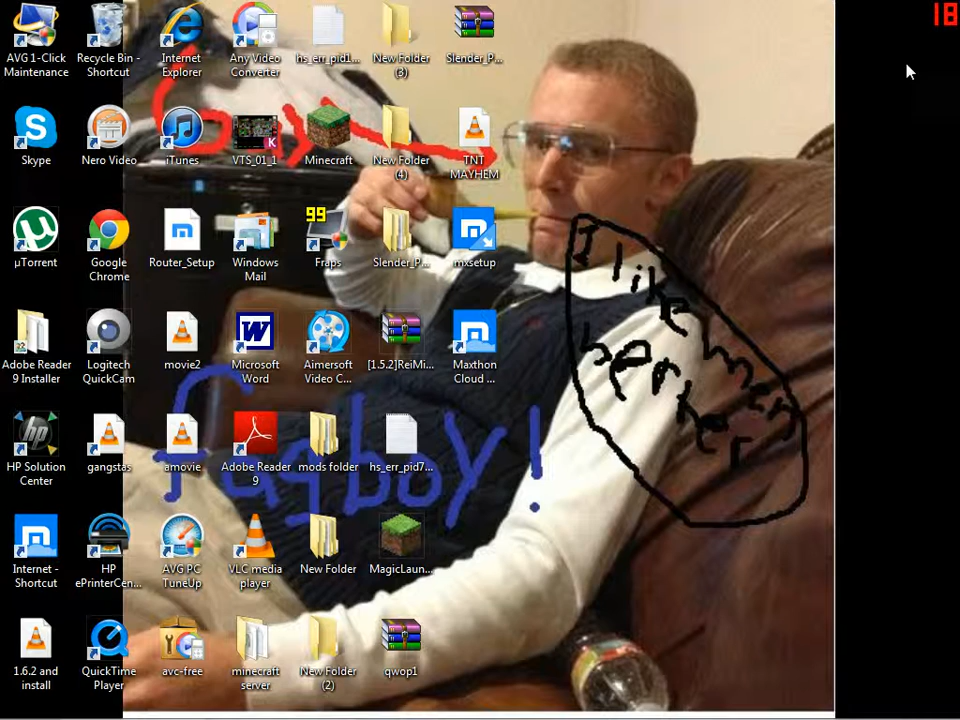 18
AVG 1-Click
Maintenance
Recycle Bin -
Shortcut
Internet
Explorer
Any Video
Converter
hs_err_pid1...
New Folder
(3)
Slender_P...
Skype
Nero Video
iTunes
VTS_01_1
Minecraft
New Folder
(4)
TNT
MAYHEM
µTorrent
Google
Chrome
Router_Setup
Windows
Mail
99
Fraps
Slender_P...
mxsetup
Adobe Reader
9 Installer
Logitech
QuickCam
movie2
Microsoft
Word
Aimersoft
Video C...
[1.5.2]ReiMi...
Maxthon
Cloud ...
HP Solution
Center
gangstas
amovie
Adobe Reader
9
mods folder
hs_err_pid7...
Internet -
Shortcut
HP
ePrinterCen...
AVG PC
TuneUp
VLC media
player
New Folder
MagicLaun...
1.6.2 and
install
QuickTime
Player
avc-free
minecraft
server
New Folder
(2)
qwop1
I
like
men
berher
fagboy!